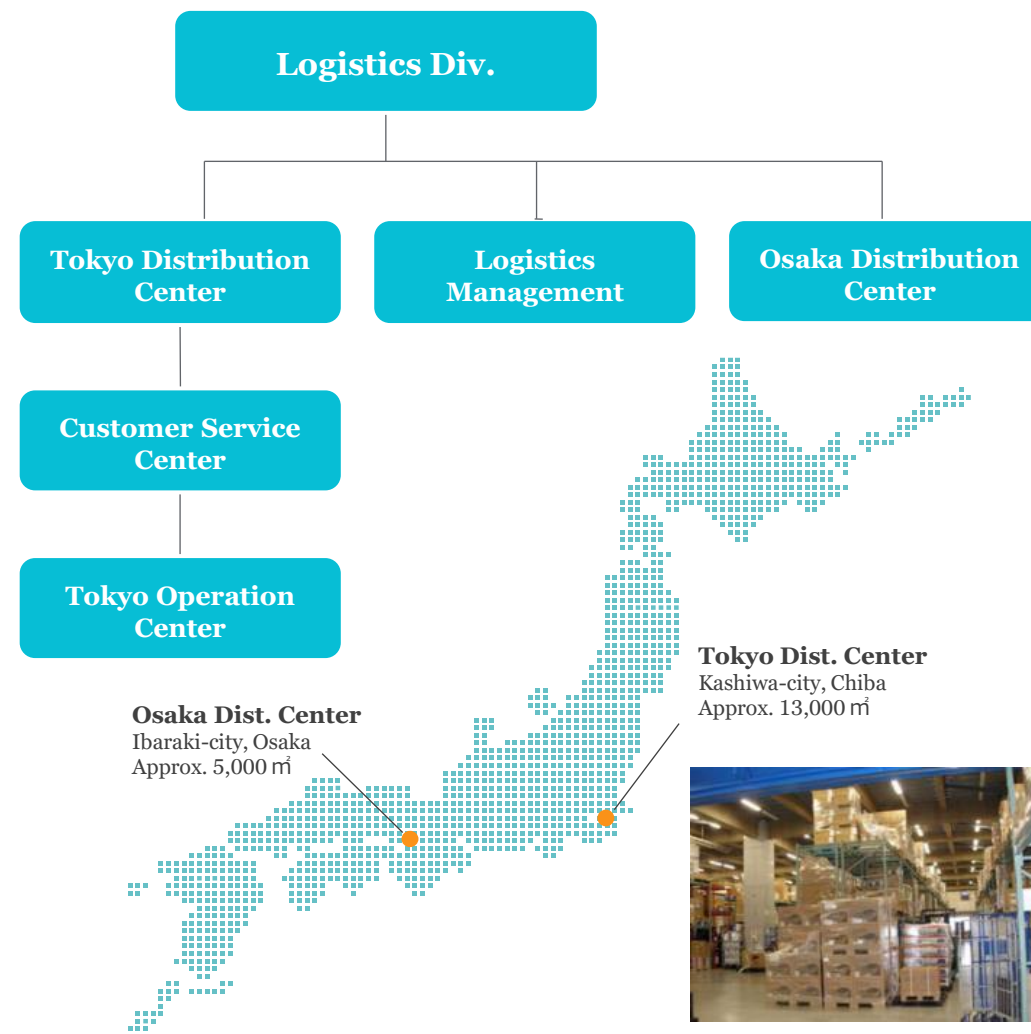 Logistics Div.
Tokyo Distribution
Center
Logistics
Management
Osaka Distribution
Center
Customer Service
Center
Tokyo Operation
Center
Tokyo Dist. Center
Kashiwa-city, Chiba
Approx. 13,000 ㎡
Osaka Dist. Center
Ibaraki-city, Osaka
Approx. 5,000 ㎡